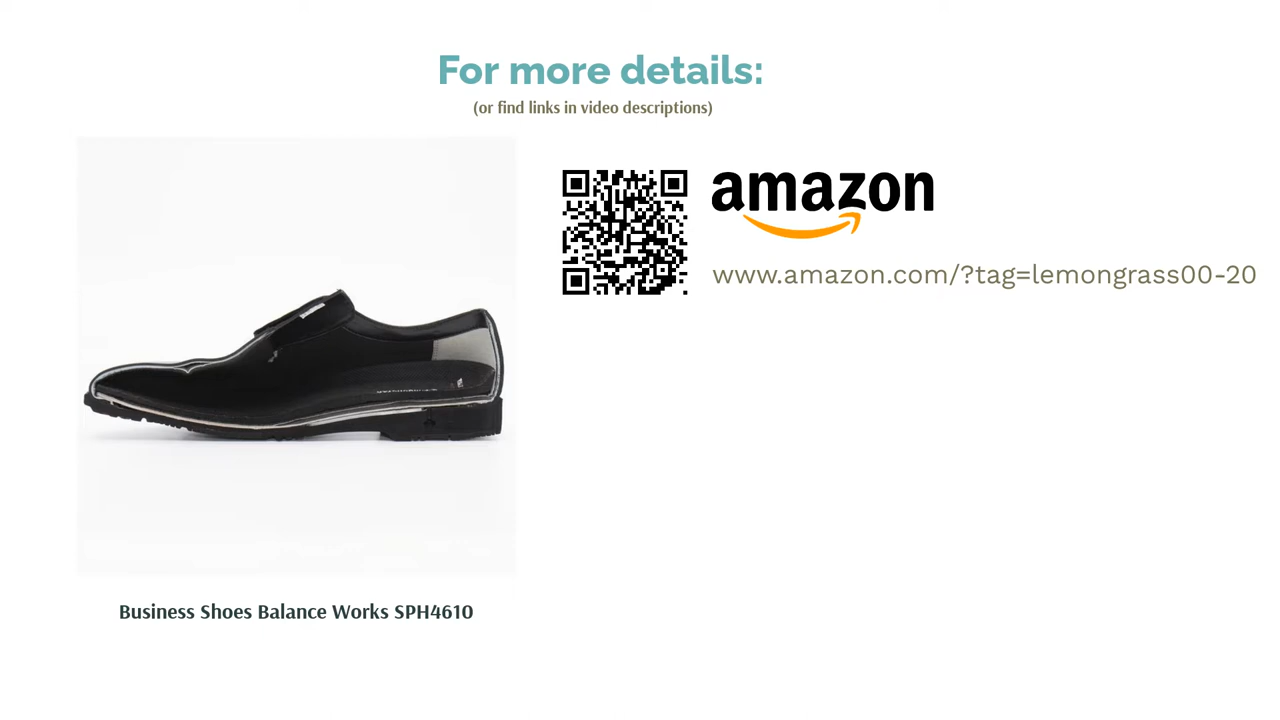 For more details:
(or find links in video descriptions)
amazon
www.amazon.com/?tag=lemongrass00-20
Business Shoes Balance Works SPH4610